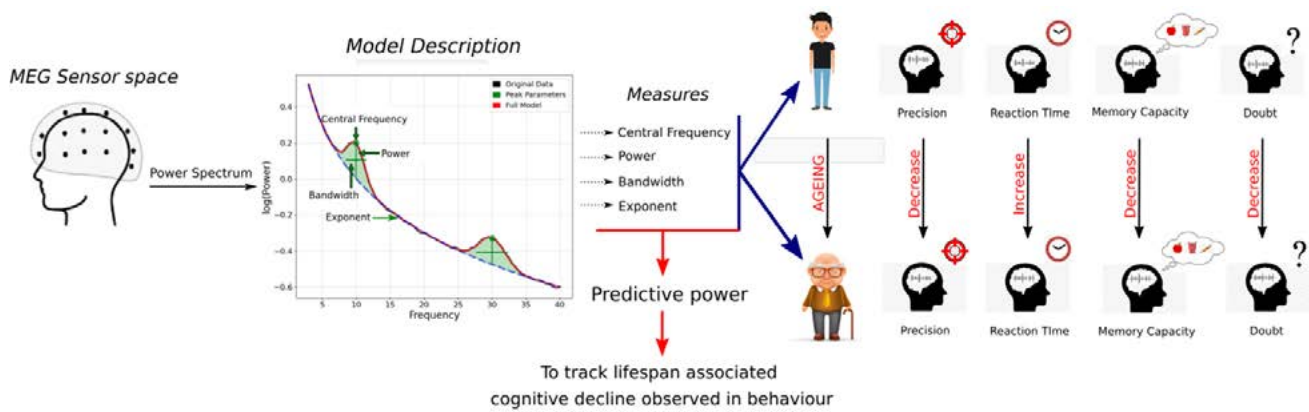 MEG Sensor space
Power Spectrum
Model Description
Original Data
Peak Parameters
Full Model
Central Frequency
Power
Bandwidth
Exponent
log(Power)
0.4
0.2
0.0
−0.2
−0.4
−0.6
5 10 15 20 25 30 35 40
Frequency
Measures
Central Frequency
Power
Bandwidth
Exponent
Predictive power
To track lifespan associated
cognitive decline observed in behaviour
AGEING
?
Precision Reaction TIme Memory Capacity Doubt
Decrease Increase Decrease Decrease
?
Precision Reaction TIme Memory Capacity Doubt